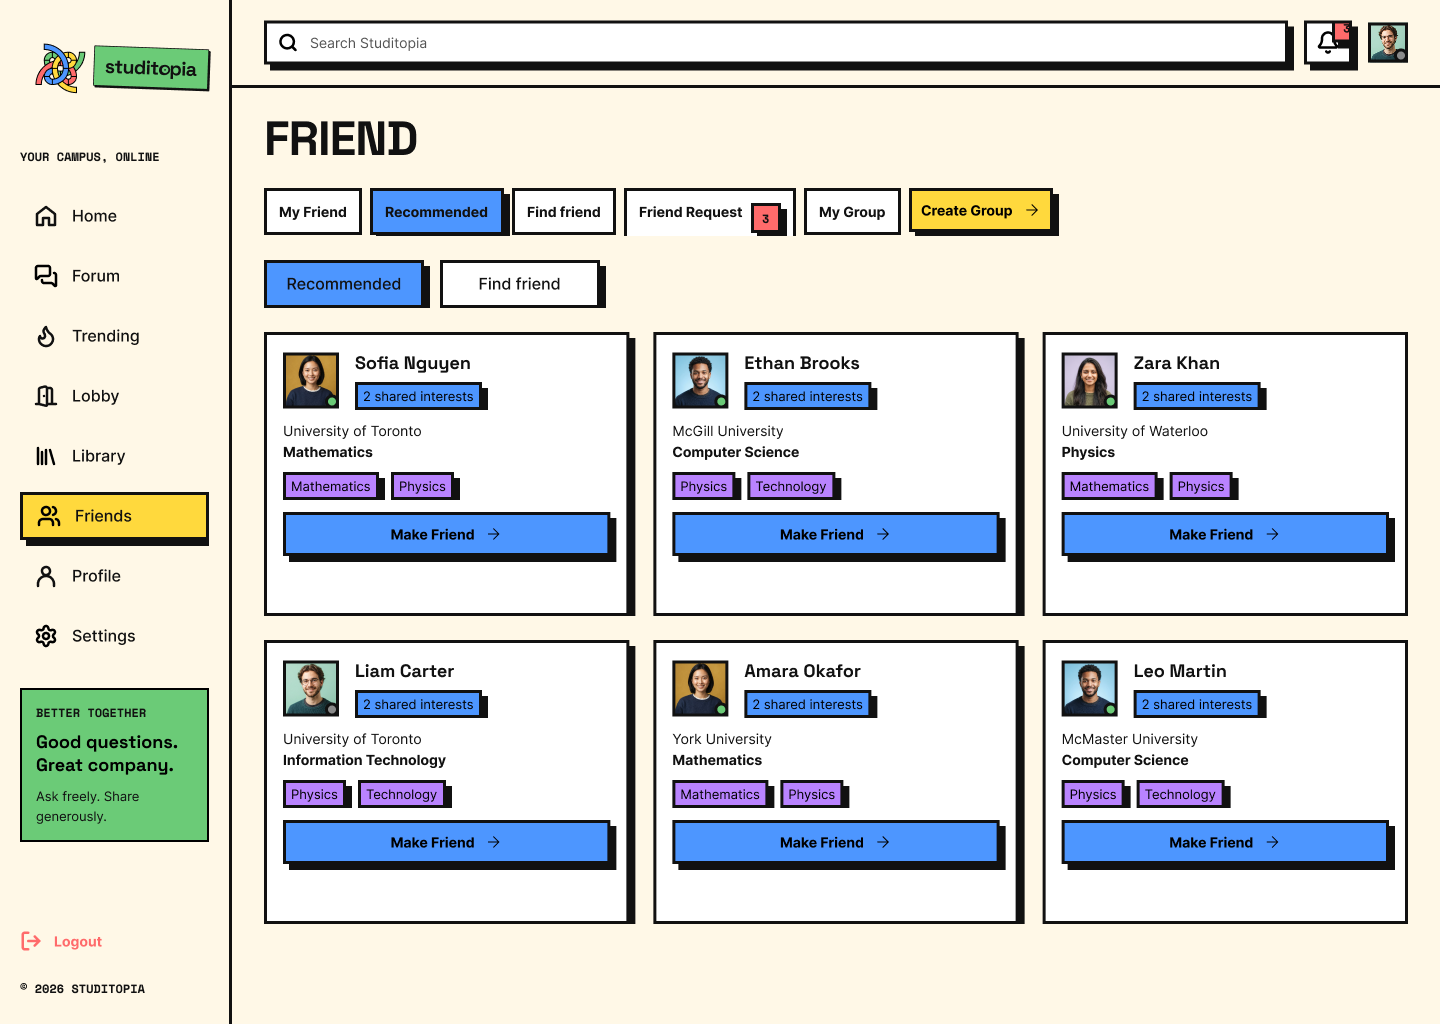 studitopia
Search Studitopia
3
YOUR CAMPUS, ONLINE
Home
Forum
Trending
Lobby
Library
Friends
Profile
Settings
BETTER TOGETHER
Good questions.
Great company.
Ask freely. Share
generously.
Logout
© 2026 STUDITOPIA
FRIEND
My Friend
Recommended
Find friend
Friend Request 3
My Group
Create Group →
Recommended
Find friend
Sofia Nguyen
2 shared interests
University of Toronto
Mathematics
Mathematics Physics
Make Friend →
Ethan Brooks
2 shared interests
McGill University
Computer Science
Physics Technology
Make Friend →
Zara Khan
2 shared interests
University of Waterloo
Physics
Mathematics Physics
Make Friend →
Liam Carter
2 shared interests
University of Toronto
Information Technology
Physics Technology
Make Friend →
Amara Okafor
2 shared interests
York University
Mathematics
Mathematics Physics
Make Friend →
Leo Martin
2 shared interests
McMaster University
Computer Science
Physics Technology
Make Friend →